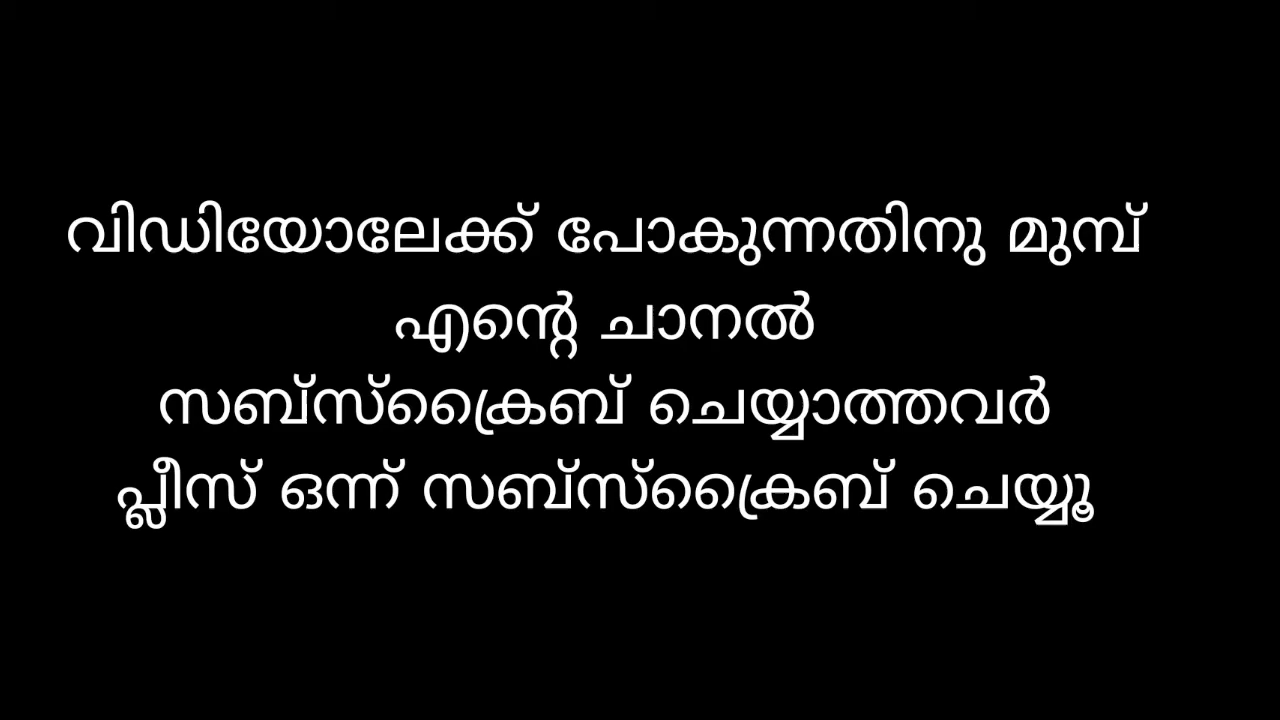 വിഡിയോലേക്ക് പോകുന്നതിനു മുമ്പ്
എന്റെ ചാനൽ
സബ്സ്ക്രൈബ് ചെയ്യാത്തവർ
പ്ലീസ് ഒന്ന് സബ്സ്ക്രൈബ് ചെയ്യൂ